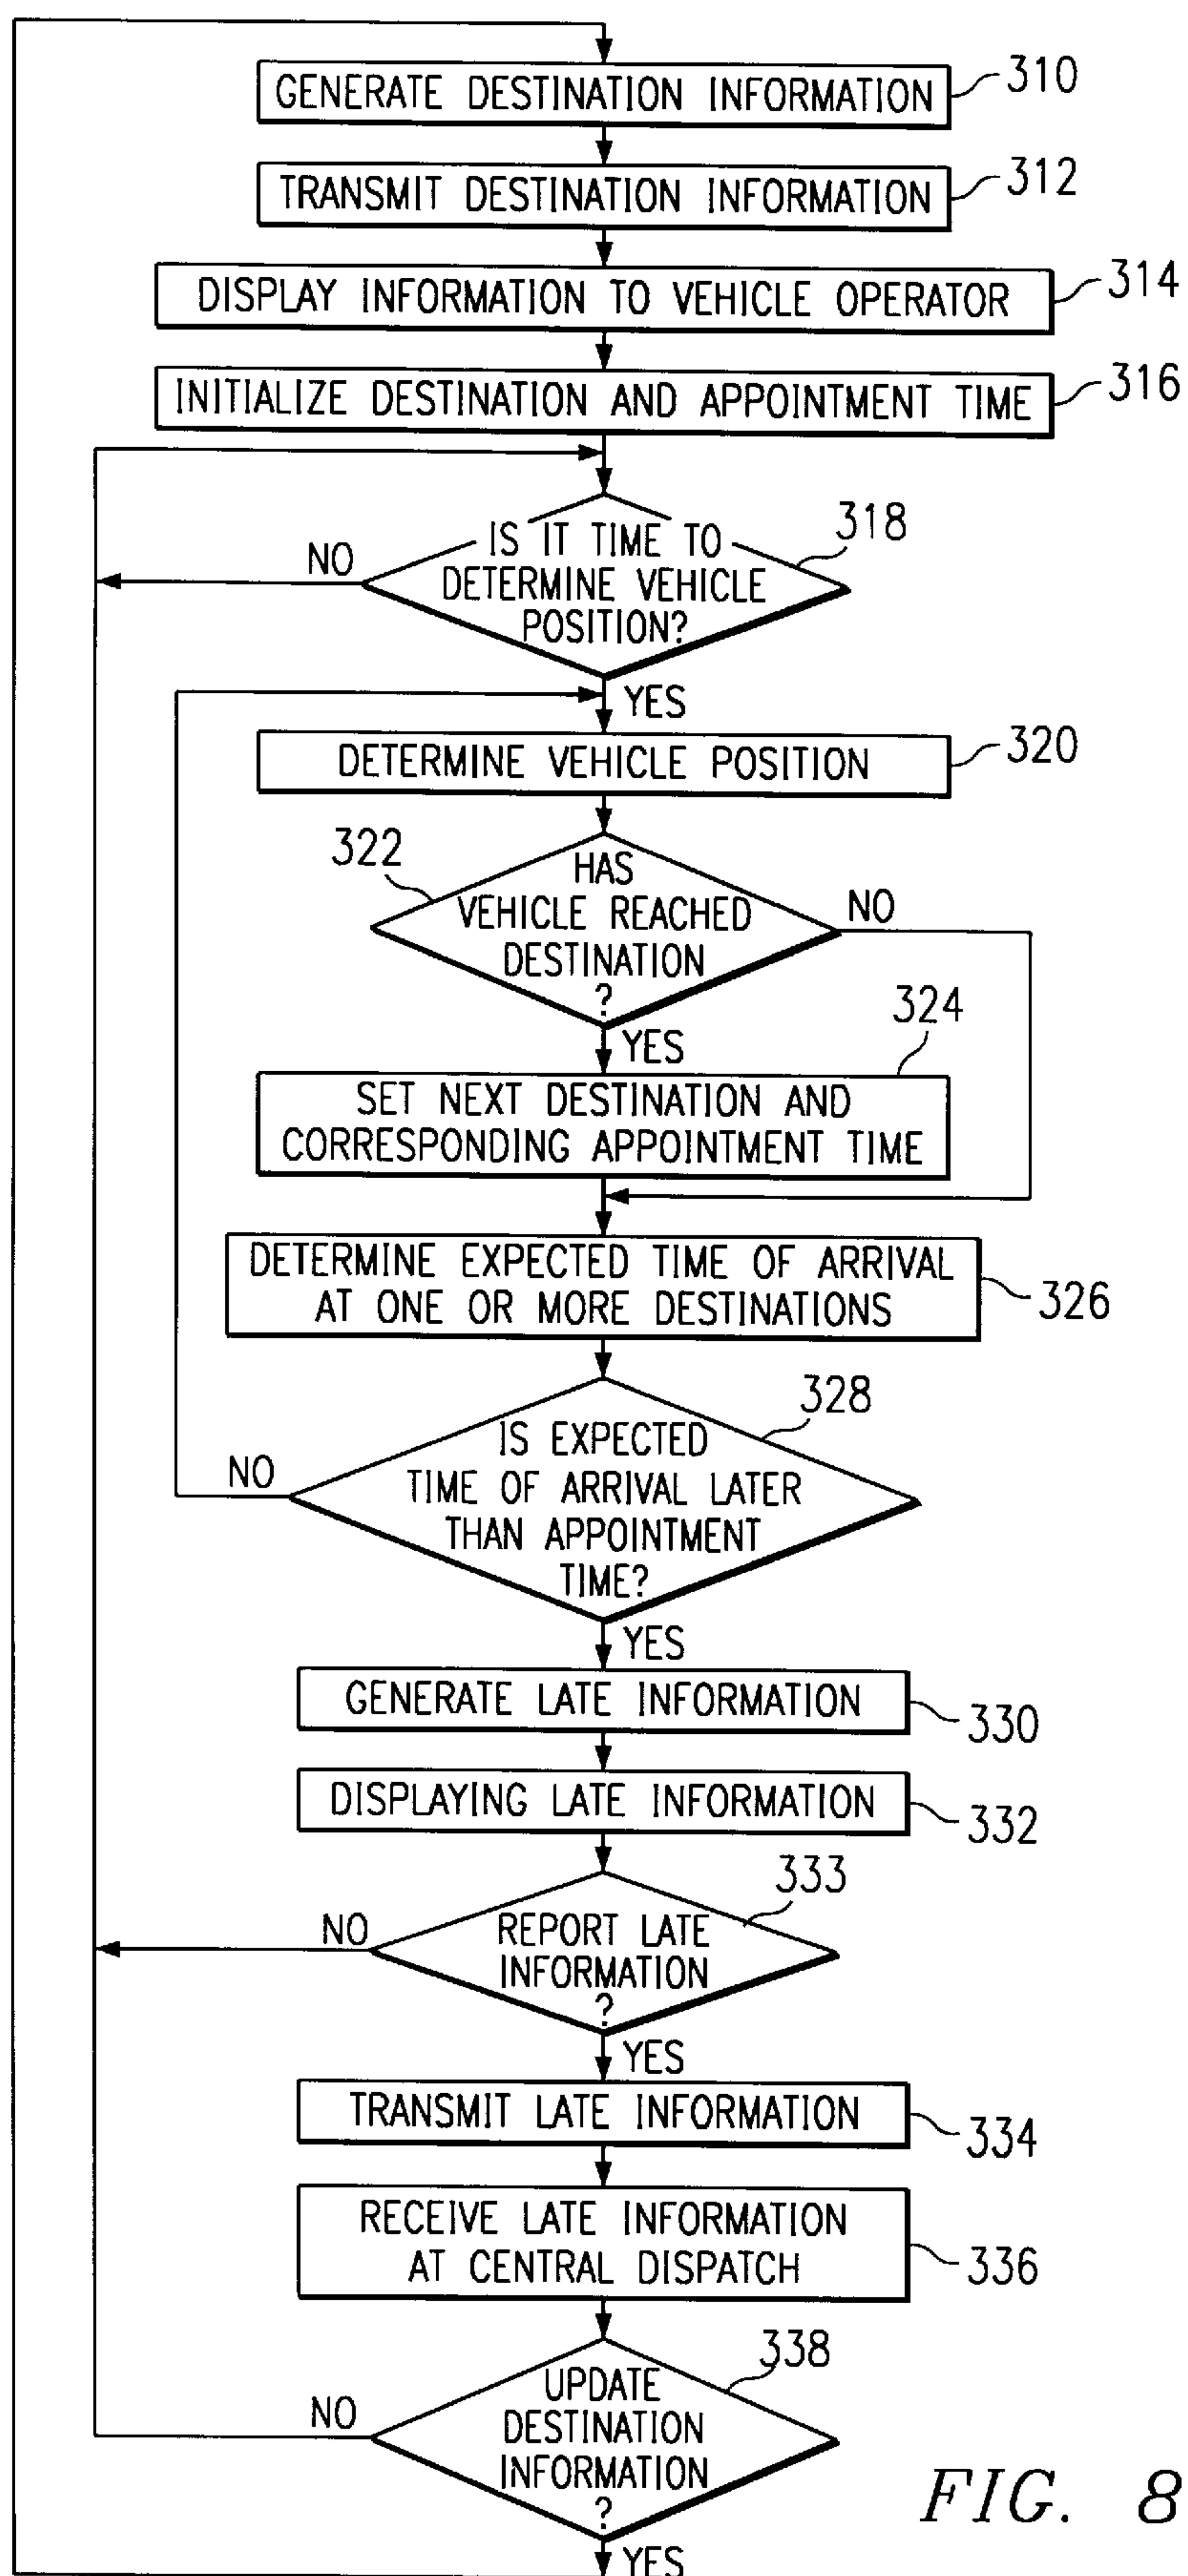 GENERATE DESTINATION INFORMATION
310
TRANSMIT DESTINATION INFORMATION
312
DISPLAY INFORMATION TO VEHICLE OPERATOR
314
INITIALIZE DESTINATION AND APPOINTMENT TIME
316
IS IT TIME TO
DETERMINE VEHICLE
POSITION?
318
NO
YES
DETERMINE VEHICLE POSITION
320
322
HAS
VEHICLE REACHED
DESTINATION
?
NO
YES
324
SET NEXT DESTINATION AND
CORRESPONDING APPOINTMENT TIME
DETERMINE EXPECTED TIME OF ARRIVAL
AT ONE OR MORE DESTINATIONS
326
328
IS EXPECTED
TIME OF ARRIVAL LATER
THAN APPOINTMENT
TIME?
NO
YES
GENERATE LATE INFORMATION
330
DISPLAYING LATE INFORMATION
332
333
REPORT LATE
INFORMATION
?
NO
YES
TRANSMIT LATE INFORMATION
334
RECEIVE LATE INFORMATION
AT CENTRAL DISPATCH
336
338
UPDATE
DESTINATION
INFORMATION
?
NO
YES
FIG. 8